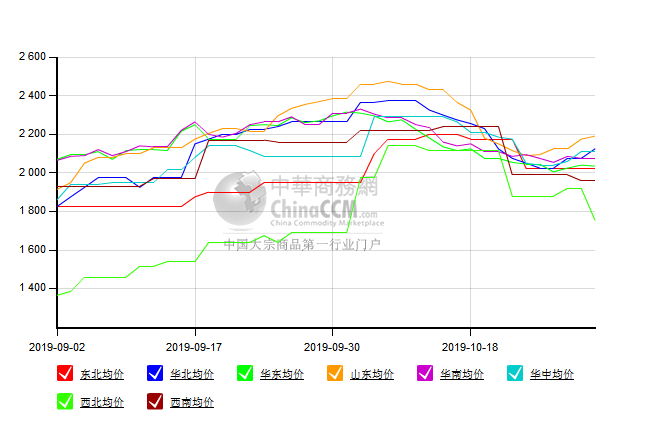 2 600
2 400
2 200
2 000
1 800
1 600
1 400
中華商務網
ChinaCCM.com
China Commodity Marketplace
中国大宗商品第一行业门户
2019-09-02
2019-09-17
2019-09-30
2019-10-18
东北均价
华北均价
华东均价
山东均价
华南均价
华中均价
西北均价
西南均价